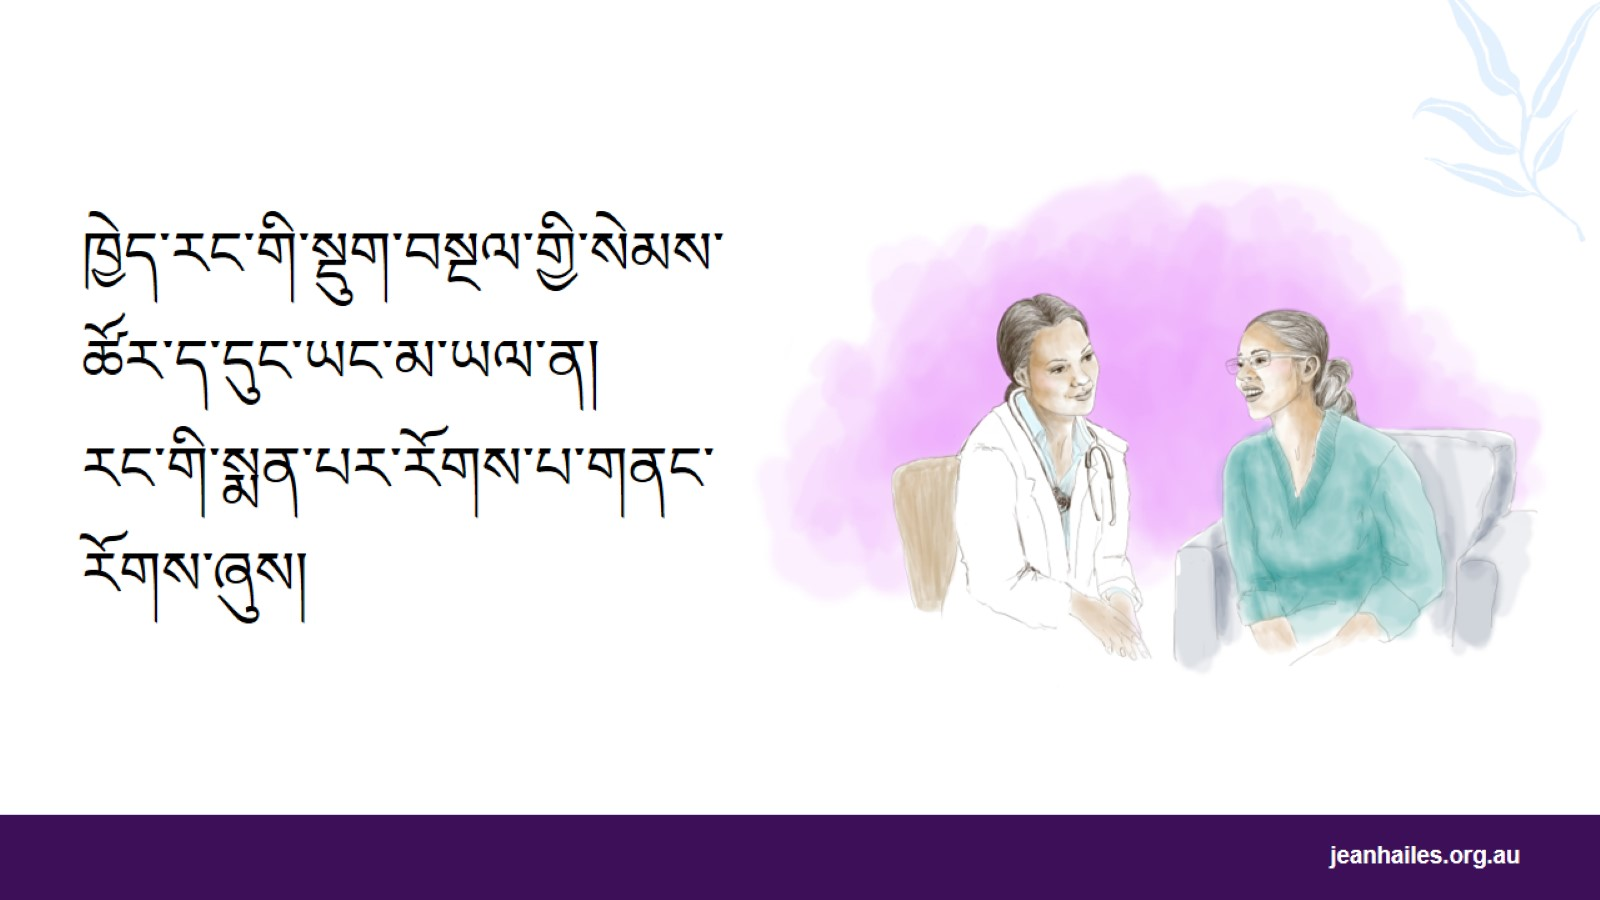 ཁྱེད་རང་གི་སྡུག་བསྔལ་གྱི་སེམས་
ཚོར་ད་དུང་ཡང་མ་ཡལ་ན།
རང་གི་སྨན་པར་རོགས་པ་གནང་
རོགས་ཞུས།
jeanhailes.org.au